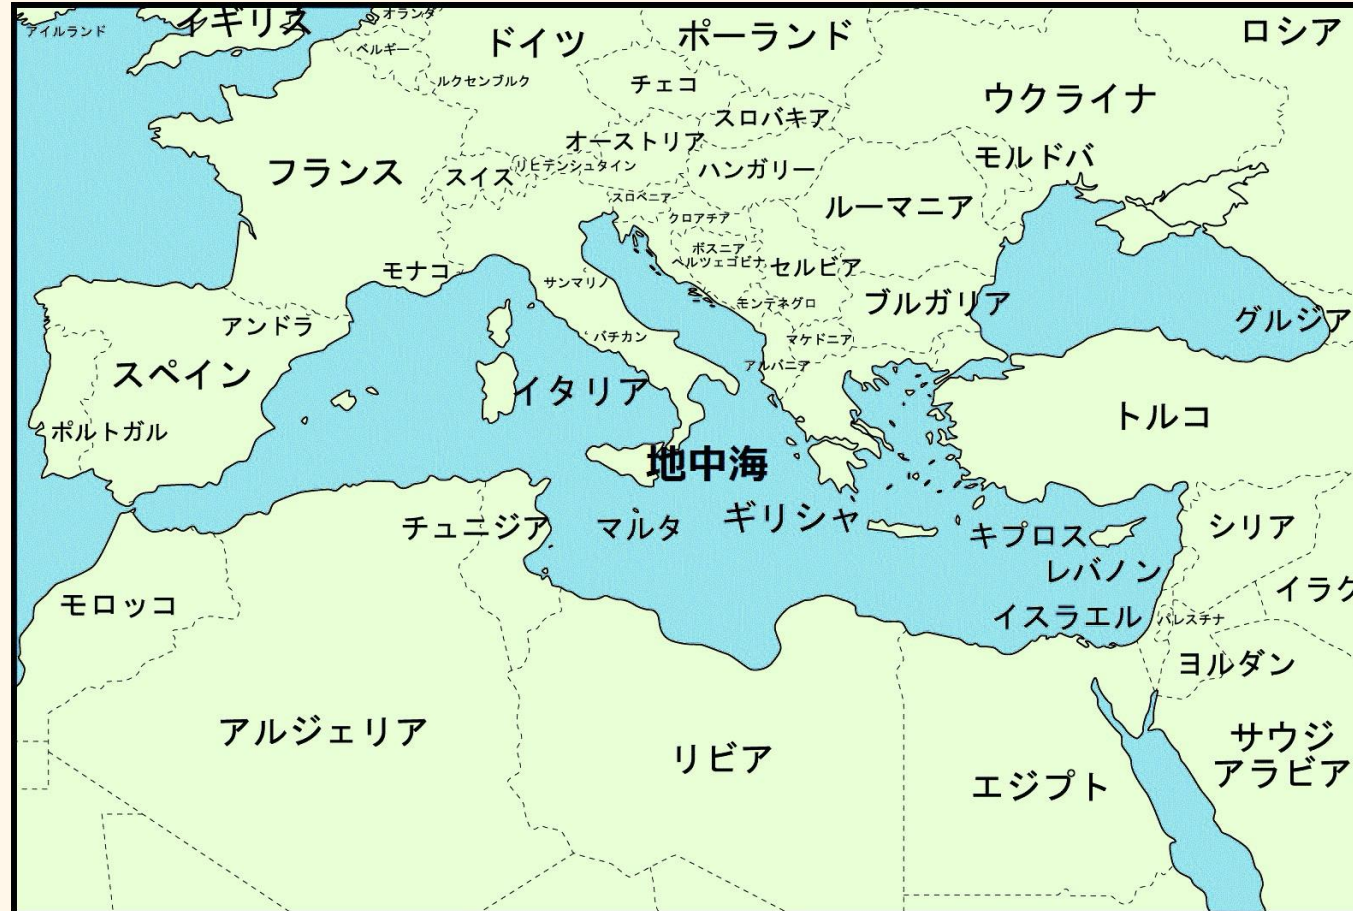 アイルランド
イギリス
オランダ
ベルギー
ルクセンブルク
ドイツ
ポーランド
ロシア
チェコ
スロバキア
ウクライナ
フランス
スイス
リヒテンシュタイン
オーストリア
ハンガリー
モルドバ
ルーマニア
スロベニア
クロアチア
ボスニア
ヘルツェゴビナ
セルビア
モナコ
サンマリノ
モンテネグロ
ブルガリア
グルジア
アンドラ
バチカン
マケドニア
アルバニア
スペイン
イタリア
トルコ
ポルトガル
地中海
チュニジア
マルタ
ギリシャ
キプロス
シリア
レバノン
イラク
モロッコ
イスラエル
パレスチナ
ヨルダン
アルジェリア
リビア
エジプト
サウジ
アラビア